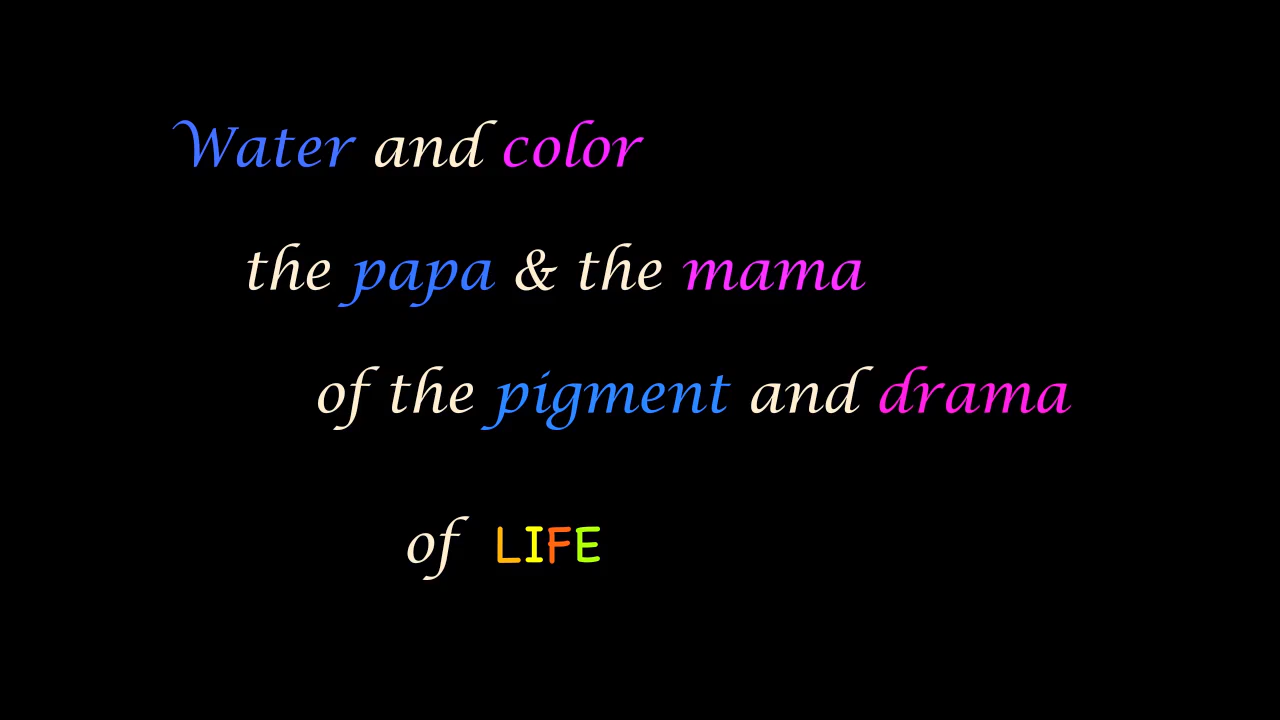 Water and color
the papa & the mama
of the pigment and drama
of LIFE